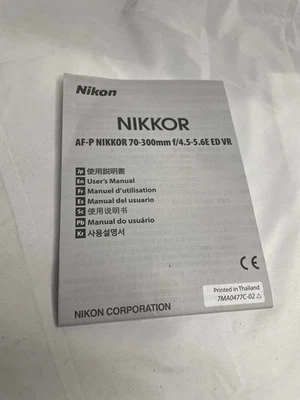 Nikon
NIKKOR
AF-P NIKKOR 70-300mm f/4.5-5.6E ED VR
Jp 使用説明書
En User's Manual
Fr Manuel d'utilisation
Es Manual del usuario
Sc 使用说明书
Pb Manual do usuário
Kr 사용설명서
CE
Printed in Thailand
7MA0477C-02 △
NIKON CORPORATION